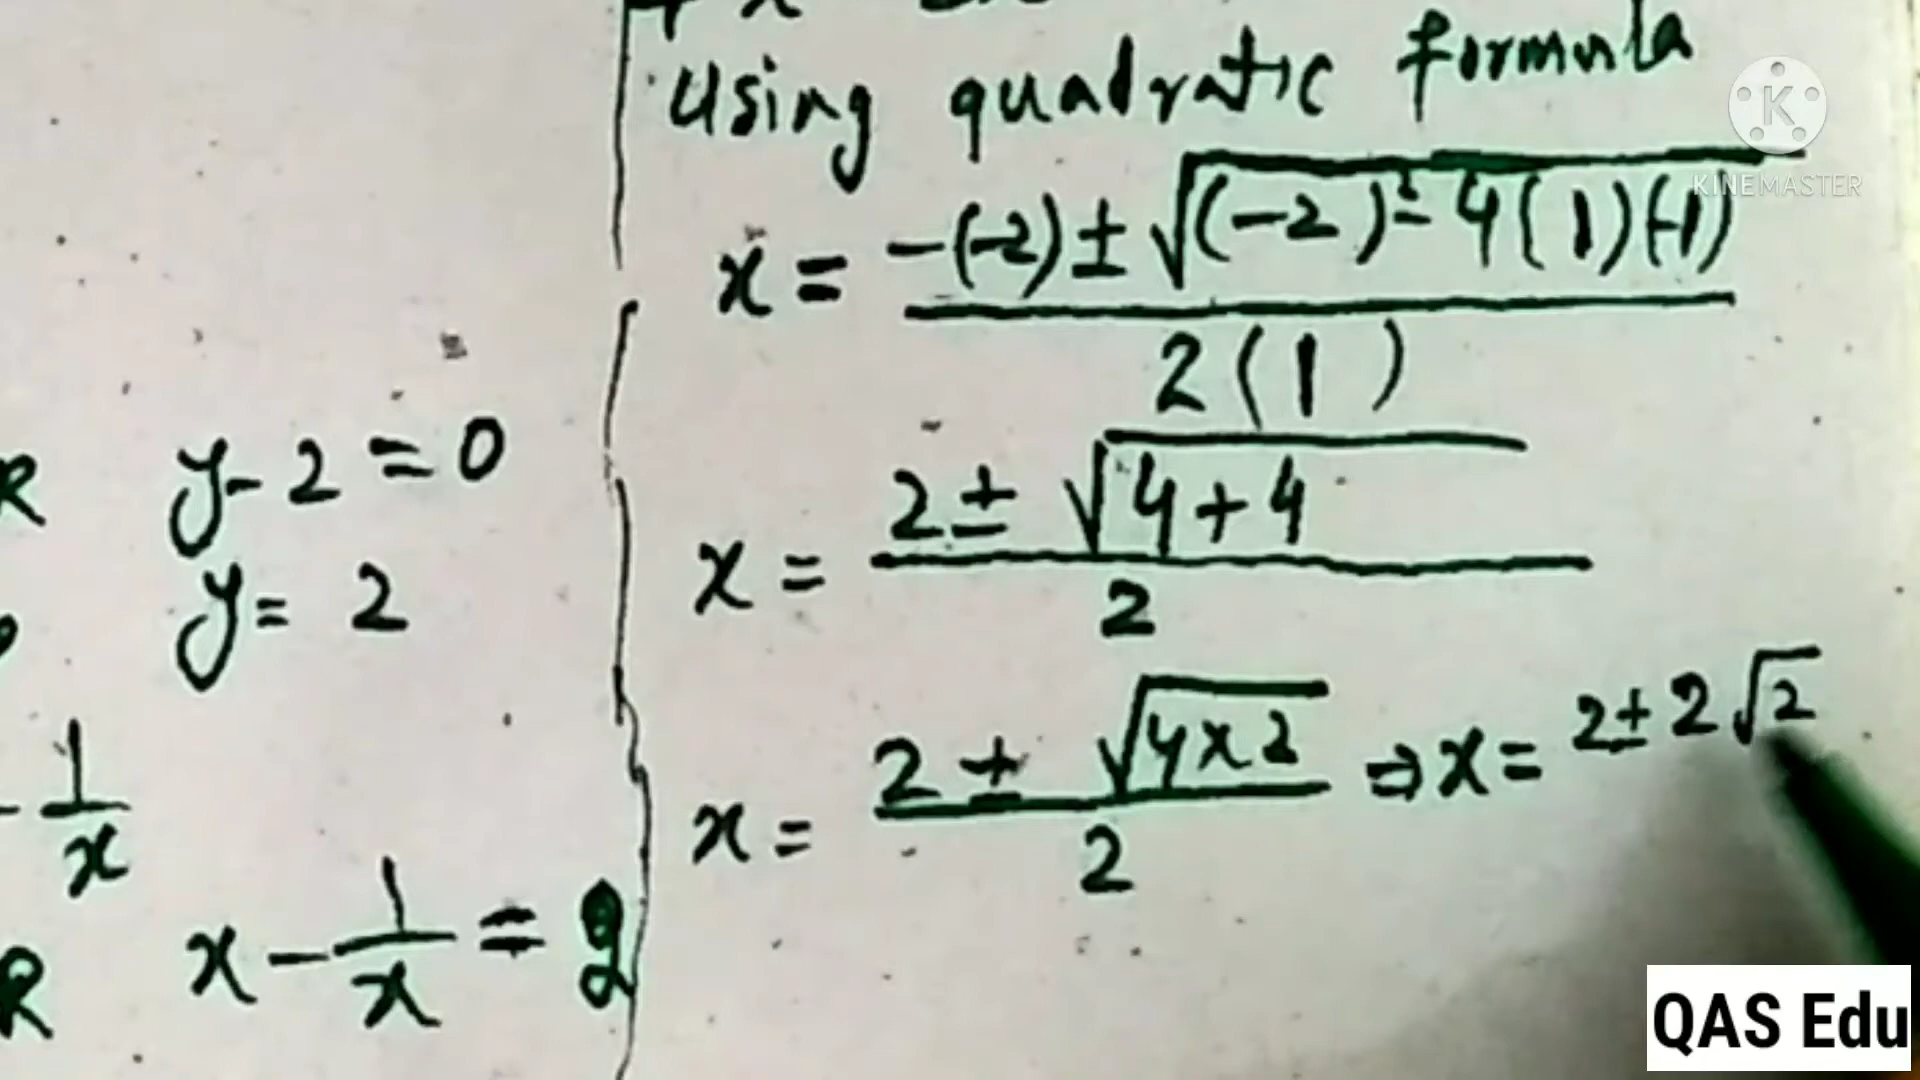 y - 2 = 0
y = 2
1/x
R x - 1/x = 2
Using quadratic formula
x = -(-2) ± √(-2)² - 4(1)(-1) / 2(1)
x = 2 ± √4 + 4 / 2
x = 2 ± √4 x 2 / 2 ⇒ x = 2 ± 2√2
K
KINEMASTER
QAS Edu